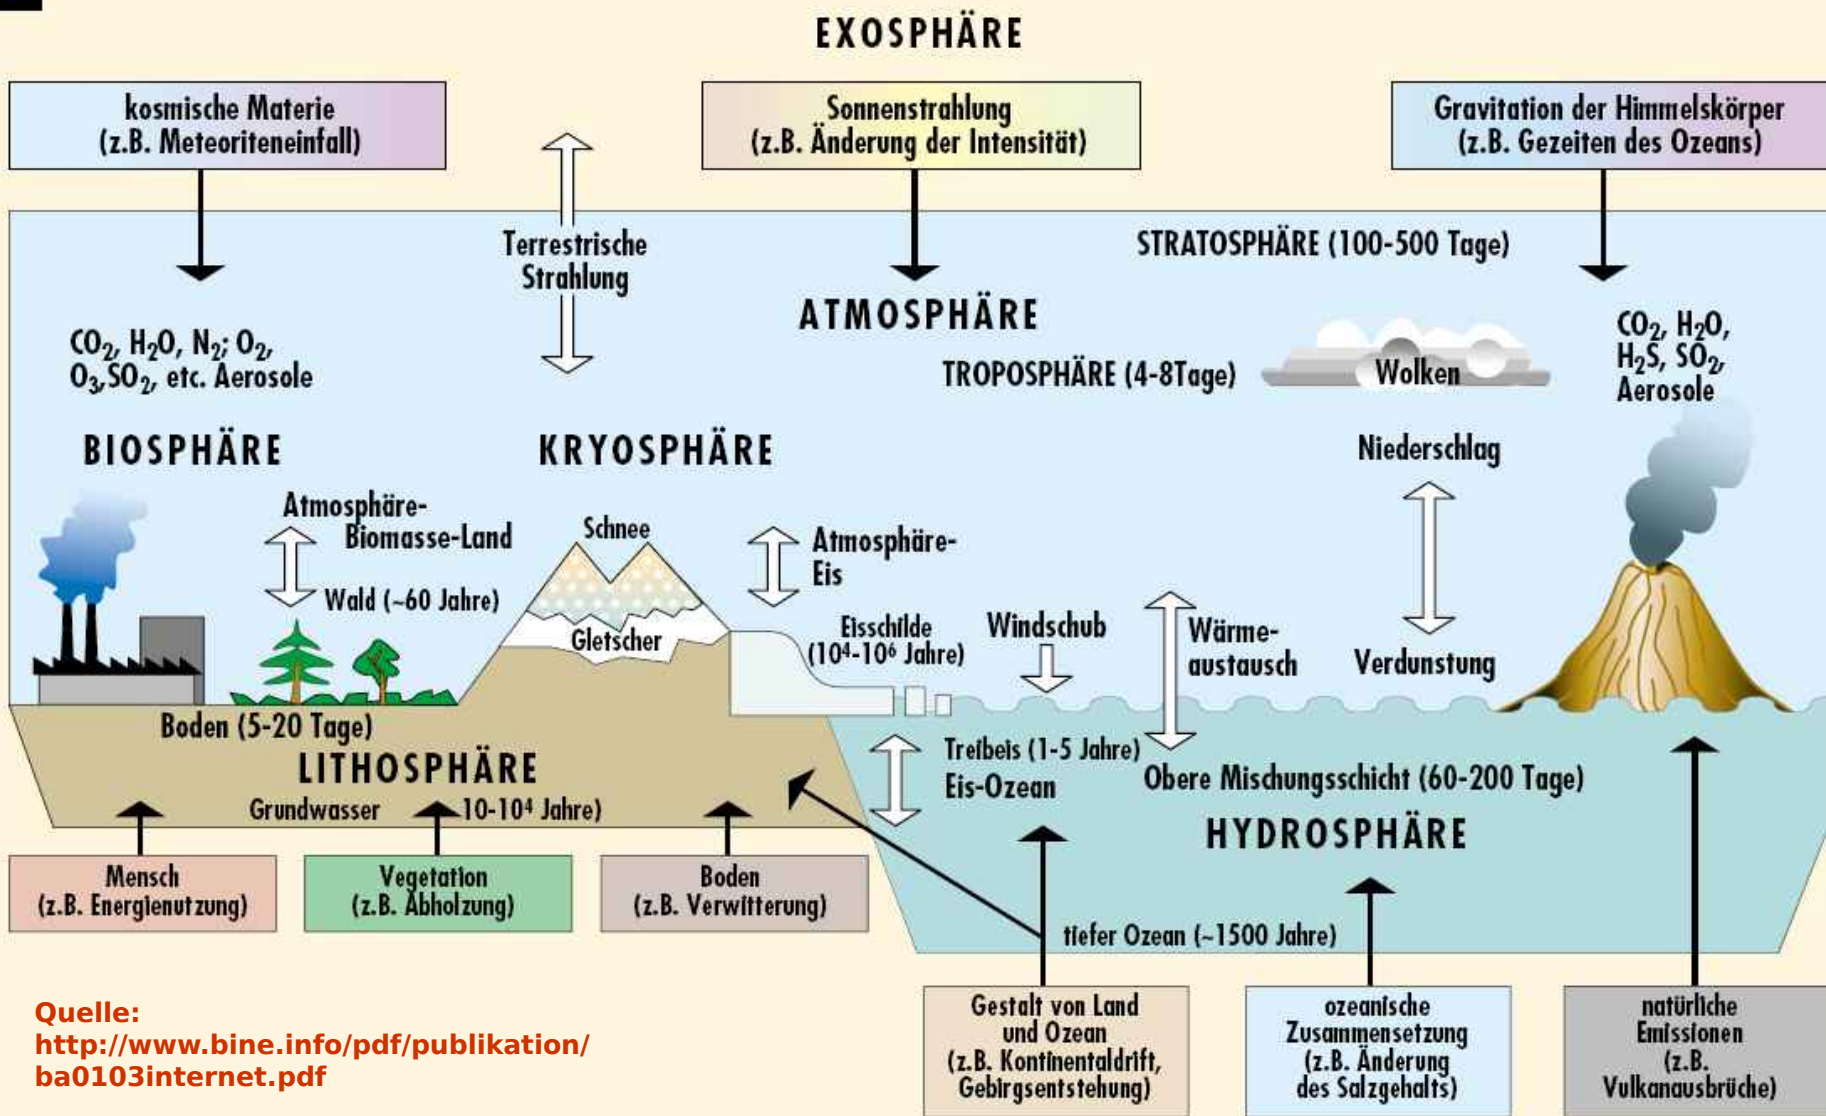 EXOSPHÄRE
kosmische Materie
(z.B. Meteoriteneinfall)
Sonnenstrahlung
(z.B. Änderung der Intensität)
Gravitation der Himmelskörper
(z.B. Gezeiten des Ozeans)
Terrestrische
Strahlung
STRATOSPHÄRE (100-500 Tage)
ATMOSPHÄRE
CO₂, H₂O, N₂; O₂,
O₃,SO₂, etc. Aerosole
TROPOSPHÄRE (4-8Tage)
Wolken
CO₂, H₂O,
H₂S, SO₂,
Aerosole
BIOSPHÄRE
KRYOSPHÄRE
Niederschlag
Atmosphäre-
Biomasse-Land
Wald (~60 Jahre)
Schnee
Gletscher
Atmosphäre-
Eis
Eisschilde
(10⁴-10⁶ Jahre)
Windschub
Wärme-
austausch
Verdunstung
Boden (5-20 Tage)
LITHOSPHÄRE
Grundwasser 10-10⁴ Jahre)
Treibeis (1-5 Jahre)
Eis-Ozean
Obere Mischungsschicht (60-200 Tage)
HYDROSPHÄRE
Mensch
(z.B. Energienutzung)
Vegetation
(z.B. Abholzung)
Boden
(z.B. Verwitterung)
tiefer Ozean (~1500 Jahre)
Gestalt von Land
und Ozean
(z.B. Kontinentaldrift,
Gebirgsentstehung)
ozeanische
Zusammensetzung
(z.B. Änderung
des Salzgehalts)
natürliche
Emissionen
(z.B.
Vulkanausbrüche)
Quelle:
http://www.bine.info/pdf/publikation/
ba0103internet.pdf